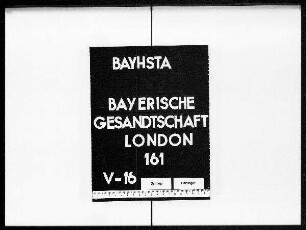 BAYHSTA
BAYERISCHE
GESANDTSCHAFT
LONDON
161
V-16